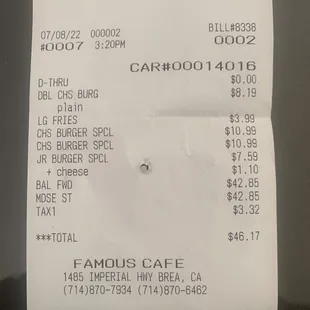 BILL#8338
07/08/22 000002
#0007 3:20PM 0002
CAR#00014016
D-THRU $0.00
DBL CHS BURG $8.19
plain
LG FRIES $3.99
CHS BURGER SPCL $10.99
CHS BURGER SPCL $10.99
JR BURGER SPCL $7.59
+ cheese $1.10
BAL FWD $42.85
MDSE ST $42.85
TAX1 $3.32
***TOTAL $46.17
FAMOUS CAFE
1485 IMPERIAL HWY BREA, CA
(714)870-7934 (714)870-6462